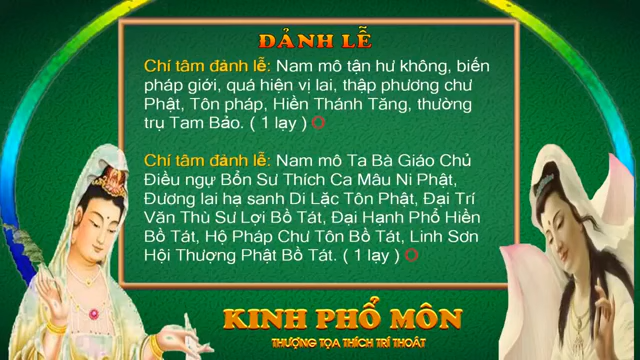 ĐẢNH LỄ
Chí tâm đảnh lễ: Nam mô tận hư không, biến
pháp giới, quá hiện vị lai, thập phương chư
Phật, Tôn pháp, Hiền Thánh Tăng, thường
trụ Tam Bảo. ( 1 lạy )
Chí tâm đảnh lễ: Nam mô Ta Bà Giáo Chủ
Điều ngự Bổn Sư Thích Ca Mâu Ni Phật,
Đương lai hạ sanh Di Lặc Tôn Phật, Đại Trí
Văn Thù Sư Lợi Bồ Tát, Đại Hạnh Phổ Hiền
Bồ Tát, Hộ Pháp Chư Tôn Bồ Tát, Linh Sơn
Hội Thượng Phật Bồ Tát. ( 1 lạy )
KINH PHỔ MÔN
THƯỢNG TỌA THÍCH TRÍ THOÁT